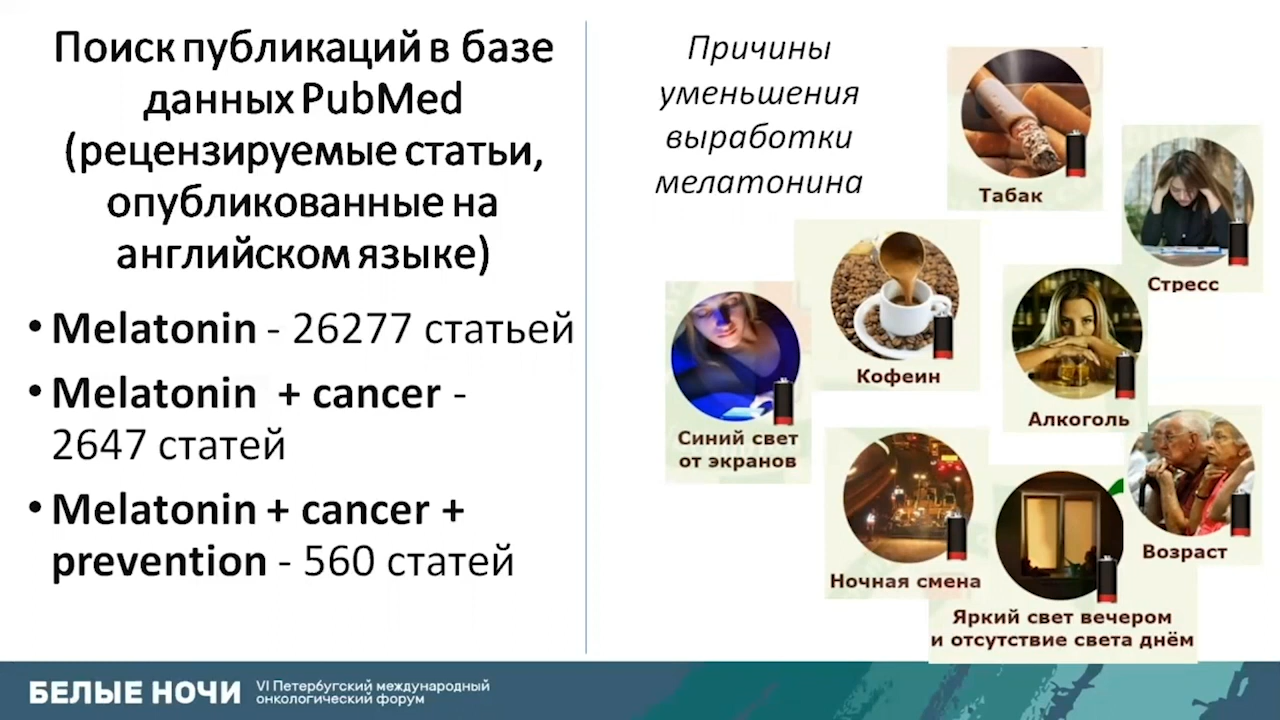 Поиск публикаций в базе
данных PubMed
(рецензируемые статьи,
опубликованные на
английском языке)
• Melatonin - 26277 статьей
• Melatonin + cancer -
2647 статей
• Melatonin + cancer +
prevention - 560 статей
Причины
уменьшения
выработки
мелатонина
Табак
Стресс
Кофеин
Алкоголь
Синий свет
от экранов
Возраст
Ночная смена
Яркий свет вечером
и отсутствие света днём
БЕЛЫЕ НОЧИ
VI Петербургский международный
онкологический форум